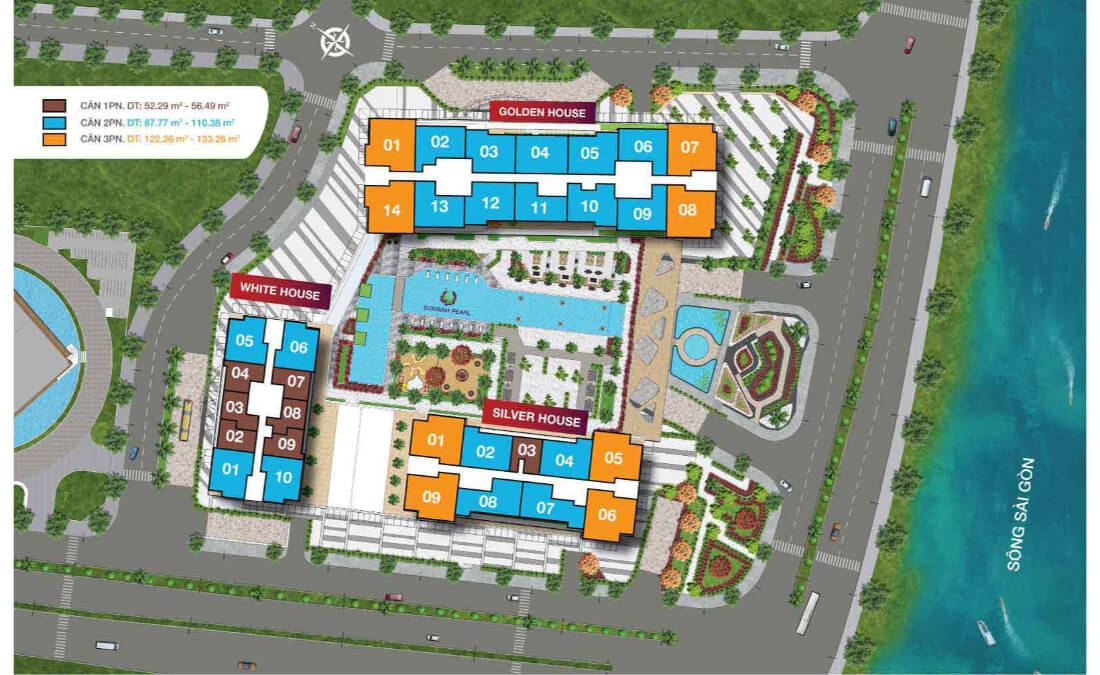 N
CĂN 1PN. DT: 52.29 m² - 56.49 m²
CĂN 2PN. DT: 87.77 m² - 110.38 m²
CĂN 3PN. DT: 122.26 m² - 133.26 m²
GOLDEN HOUSE
01 02 03 04 05 06 07
14 13 12 11 10 09 08
WHITE HOUSE
05 06
04 07
03 08
02 09
01 10
SUNWAH PEARL
SILVER HOUSE
01 02 03 04 05
09 08 07 06
SÔNG SÀI GÒN